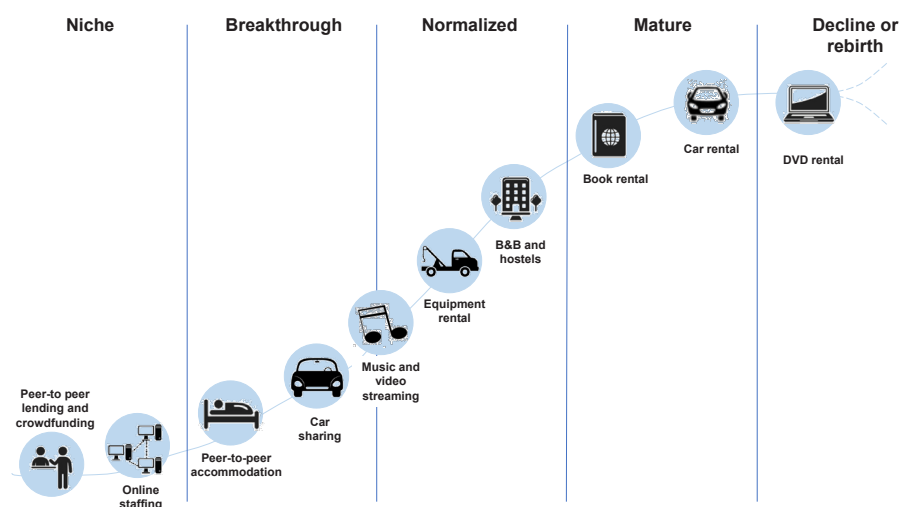 Niche
Breakthrough
Normalized
Mature
Decline or
rebirth
Peer-to peer
lending and
crowdfunding
Online
staffing
Peer-to-peer
accommodation
Car
sharing
Music and
video
streaming
Equipment
rental
B&B and
hostels
Book rental
Car rental
DVD rental